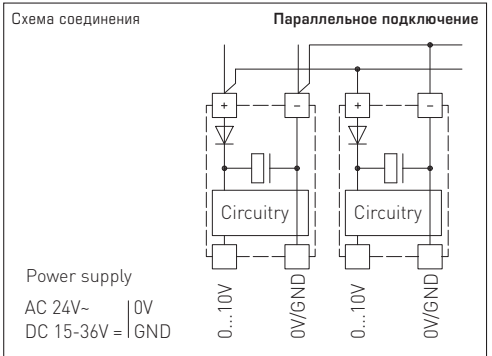 Схема соединения
Параллельное подключение
+ − + −
Circuitry Circuitry
Power supply
AC 24V~ | 0V
DC 15-36V = | GND
0...10V
0V/GND
0...10V
0V/GND